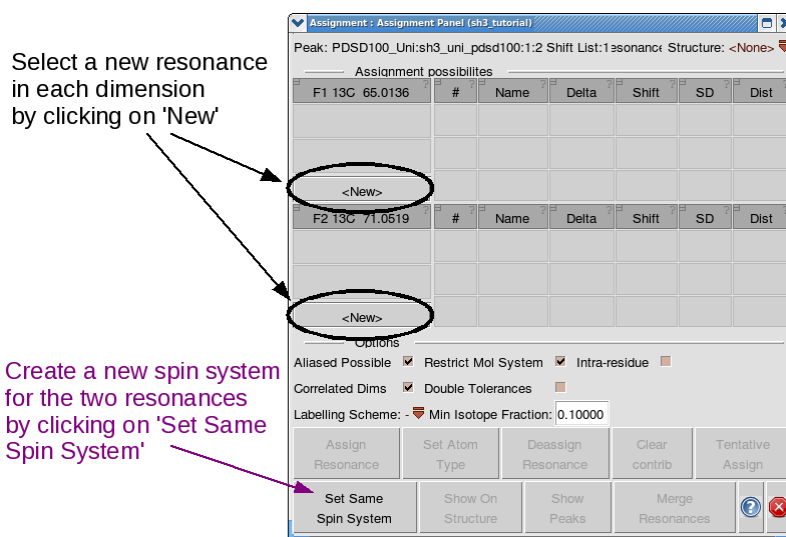 Assignment : Assignment Panel (sh3_tutorial)
Peak: PDSD100_Uni:sh3_uni_pdsd100:1:2 Shift List:1 esonance Structure: <None>
Select a new resonance
in each dimension
by clicking on 'New'
Assignment possibilites
F1 13C 65.0136 ? # ? Name ? Delta ? Shift ? SD ? Dist ?
<New>
F2 13C 71.0519 ? # ? Name ? Delta ? Shift ? SD ? Dist ?
<New>
Options
Aliased Possible Restrict Mol System Intra-residue
Correlated Dims Double Tolerances
Labelling Scheme: - Min Isotope Fraction: 0.10000
Create a new spin system
for the two resonances
by clicking on 'Set Same
Spin System'
Assign Set Atom Deassign Clear Tentative
Resonance Type Resonance contrib Assign
Set Same Show On Show Merge
Spin System Structure Peaks Resonances ?